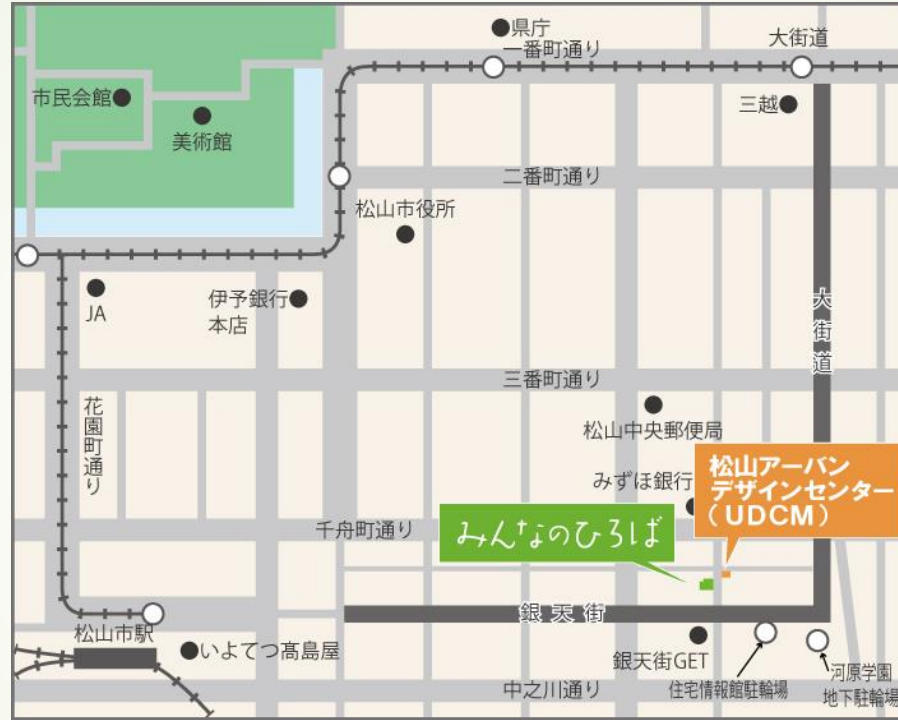 県庁
一番町通り
大街道
市民会館
三越
美術館
二番町通り
松山市役所
JA
伊予銀行
本店
大街道
三番町通り
花園町通り
松山中央郵便局
みずほ銀行
松山アーバン
デザインセンター
(UDCM)
千舟町通り
みんなのひろば
銀天街
松山市駅
いよてつ髙島屋
銀天街GET
中之川通り
住宅情報館駐輪場
河原学園
地下駐輪場